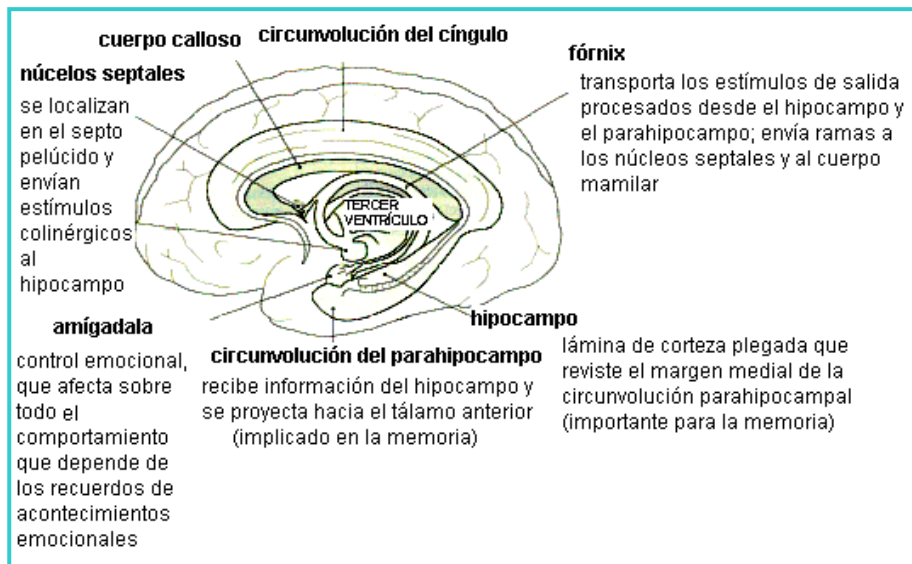 cuerpo calloso
circunvolución del cíngulo
núcelos septales
se localizan
en el septo
pelúcido y
envían
estímulos
colinérgicos
al
hipocampo
fórnix
transporta los estímulos de salida
procesados desde el hipocampo y
el parahipocampo; envía ramas a
los núcleos septales y al cuerpo
mamilar
TERCER
VENTRÍCULO
amígadala
control emocional,
que afecta sobre
todo el
comportamiento
que depende de
los recuerdos de
acontecimientos
emocionales
circunvolución del parahipocampo
recibe información del hipocampo y
se proyecta hacia el tálamo anterior
(implicado en la memoria)
hipocampo
lámina de corteza plegada que
reviste el margen medial de la
circunvolución parahipocampal
(importante para la memoria)